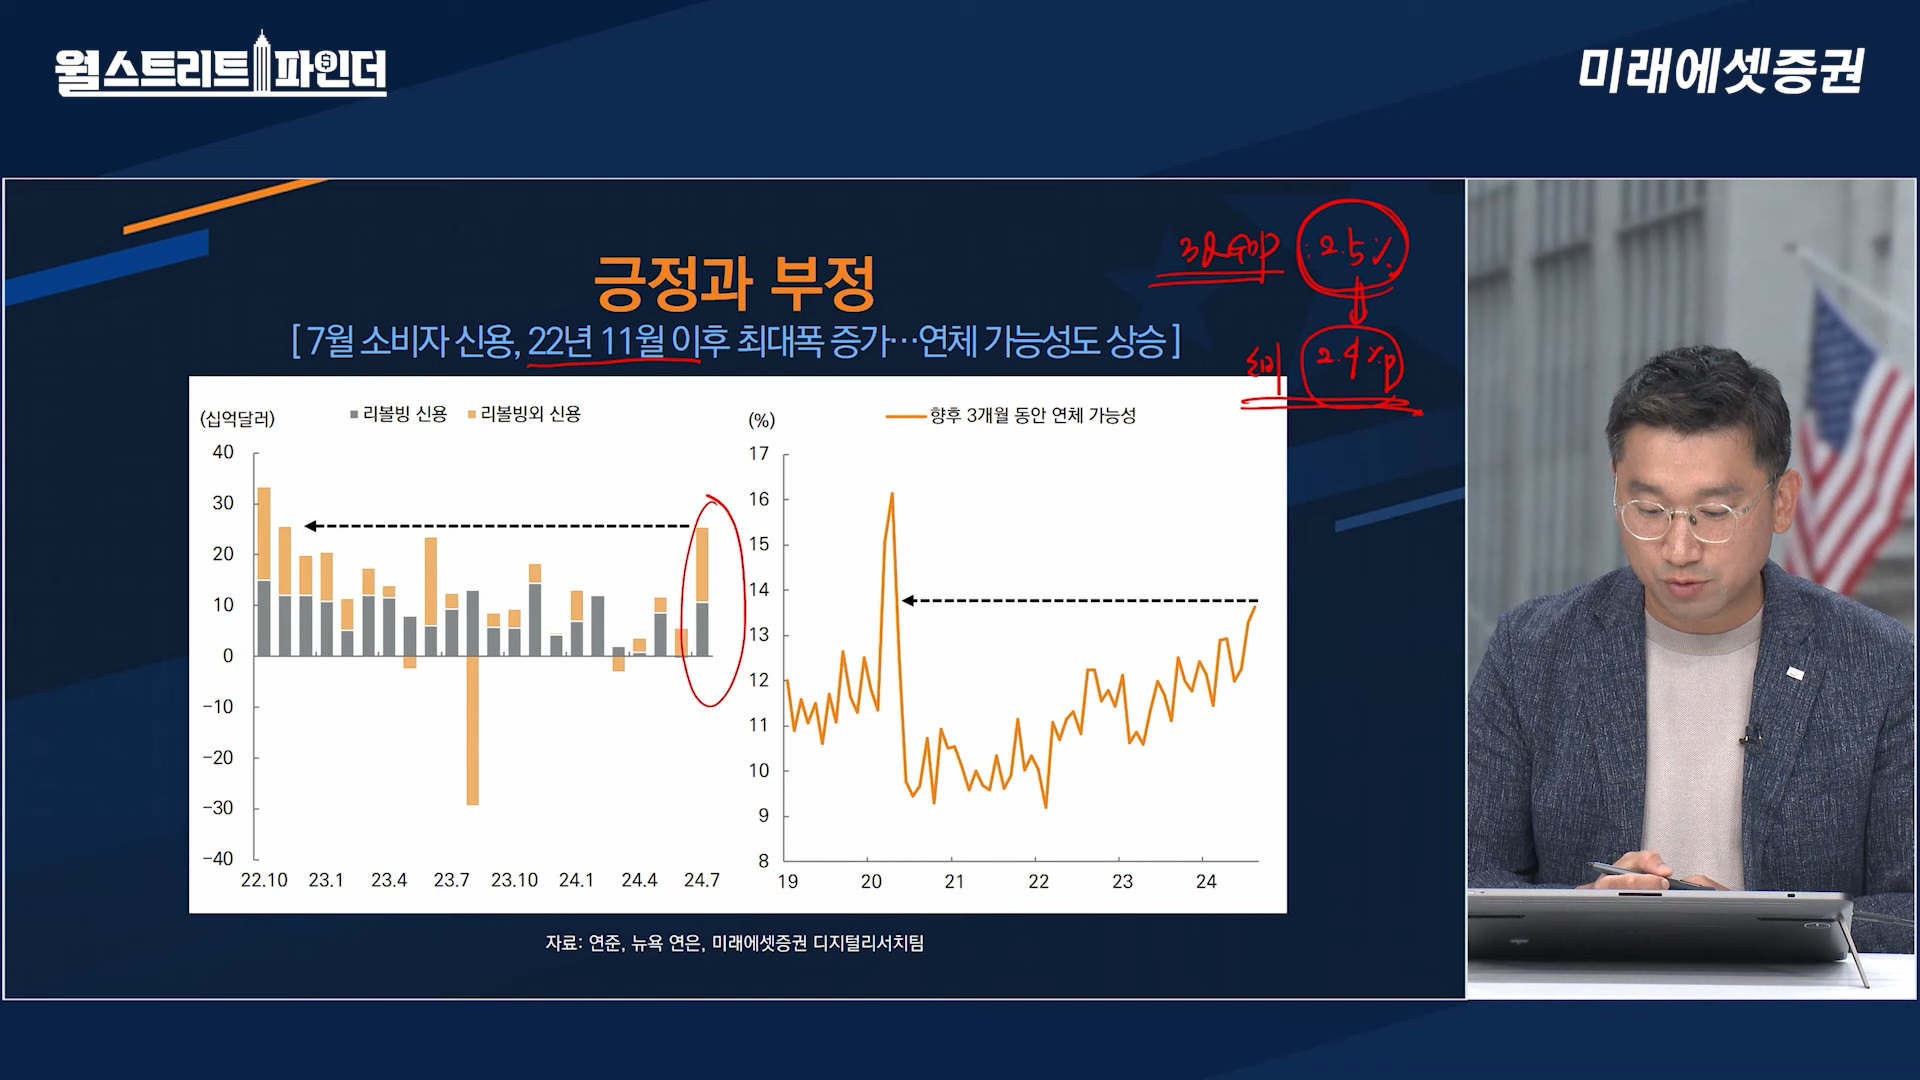 월스트리트파인더
미래에셋증권
긍정과 부정
[ 7월 소비자 신용, 22년 11월 이후 최대폭 증가…연체 가능성도 상승 ]
2.5%
2.4%p
(십억달러)
리볼빙 신용
리볼빙외 신용
40
30
20
10
0
-10
-20
-30
-40
22.10 23.1 23.4 23.7 23.10 24.1 24.4 24.7
(%)
향후 3개월 동안 연체 가능성
17
16
15
14
13
12
11
10
9
8
19 20 21 22 23 24
자료: 연준, 뉴욕 연은, 미래에셋증권 디지털리서치팀